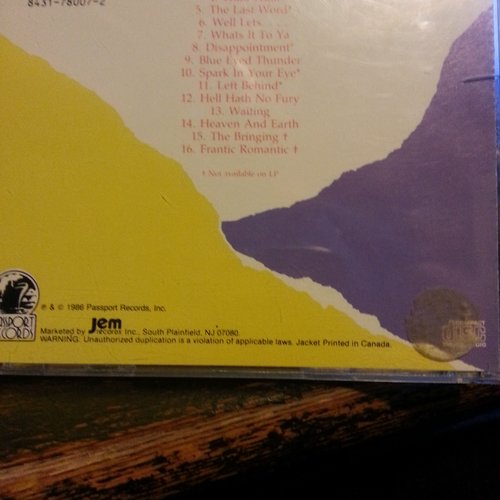 8431-78007-2
5. The Last Word*
6. Well Lets...
7. Whats It To Ya
8. Disappointment*
9. Blue Eyed Thunder
10. Spark In Your Eye*
11. Left Behind*
12. Hell Hath No Fury
13. Waiting
14. Heaven And Earth
15. The Bringing †
16. Frantic Romantic †
† Not available on LP
℗ & © 1986 Passport Records, Inc.
Marketed by Jem records Inc., South Plainfield, NJ 07080.
WARNING: Unauthorized duplication is a violation of applicable laws. Jacket Printed in Canada.